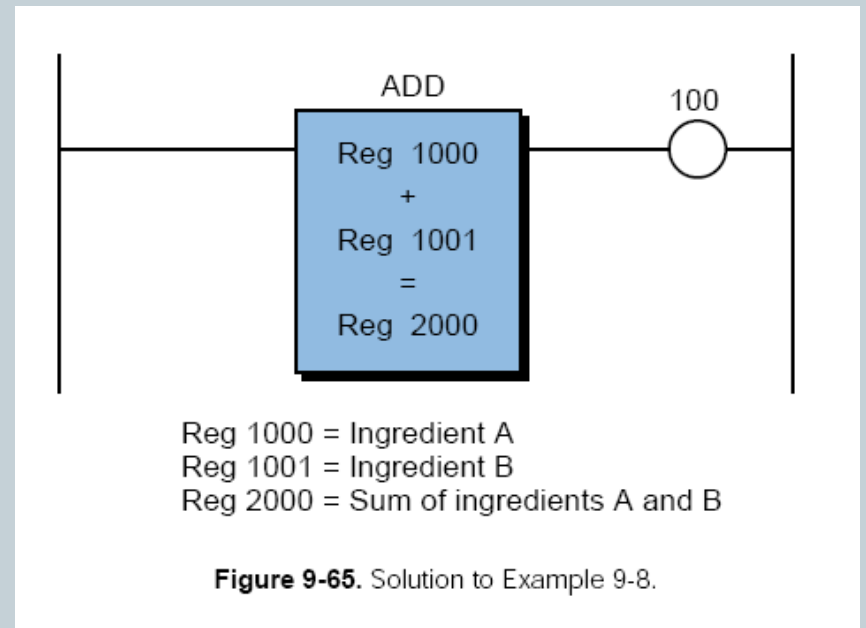 ADD
100
Reg 1000
+
Reg 1001
=
Reg 2000
Reg 1000 = Ingredient A
Reg 1001 = Ingredient B
Reg 2000 = Sum of ingredients A and B
Figure 9-65. Solution to Example 9-8.